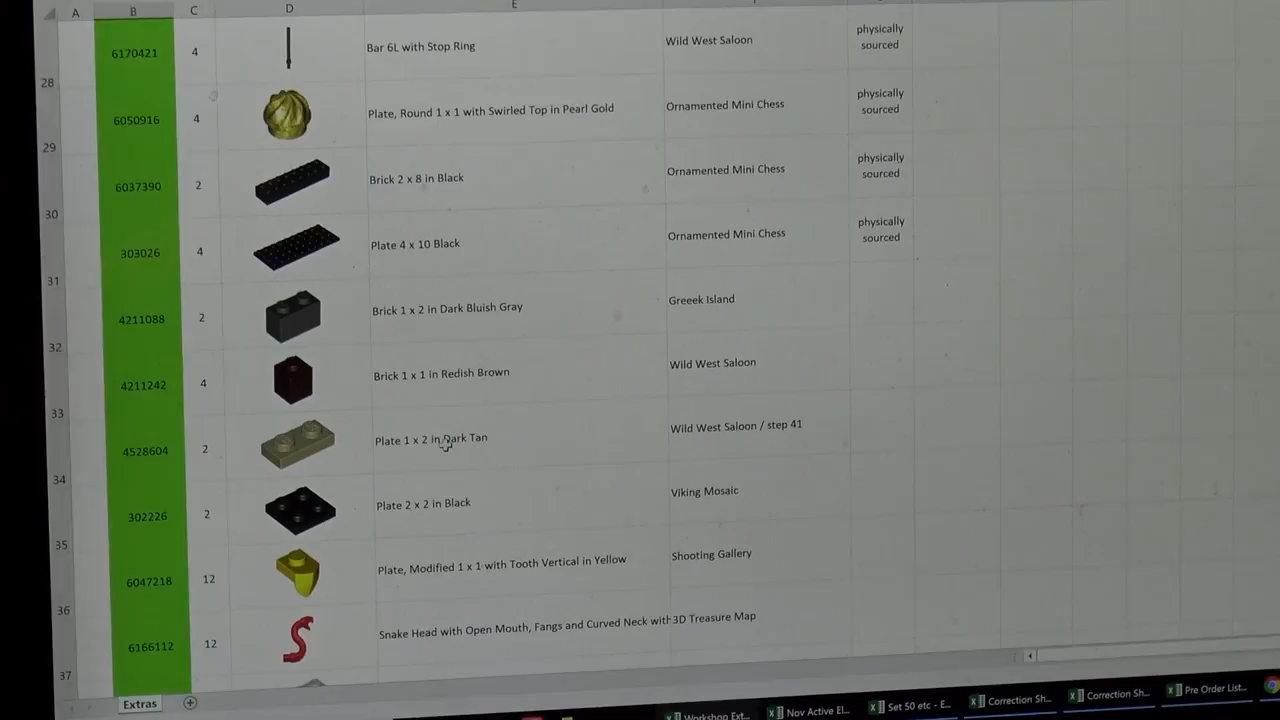 A B C D E
6170421 4 Bar 6L with Stop Ring Wild West Saloon physically sourced
28
6050916 4 Plate, Round 1 x 1 with Swirled Top in Pearl Gold Ornamented Mini Chess physically sourced
29
6037390 2 Brick 2 x 8 in Black Ornamented Mini Chess physically sourced
30
303026 4 Plate 4 x 10 Black Ornamented Mini Chess physically sourced
31
4211088 2 Brick 1 x 2 in Dark Bluish Gray Greeek Island
32
4211242 4 Brick 1 x 1 in Redish Brown Wild West Saloon
33
4528604 2 Plate 1 x 2 in Dark Tan Wild West Saloon / step 41
34
302226 2 Plate 2 x 2 in Black Viking Mosaic
35
6047218 12 Plate, Modified 1 x 1 with Tooth Vertical in Yellow Shooting Gallery
36
6166112 12 Snake Head with Open Mouth, Fangs and Curved Neck with 3D Treasure Map
37
Extras
Workshop Ext... Nov Active El... Set 50 etc - E... Correction Sh... Correction Sh... Pre Order List...